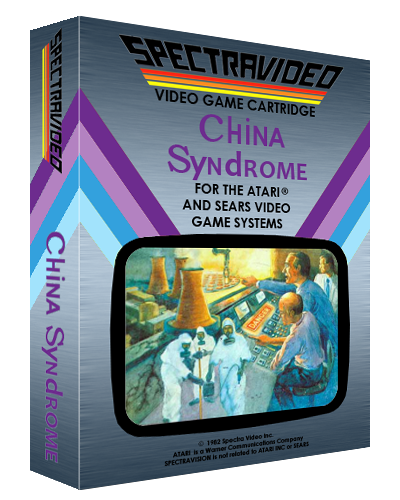 SPECTRAVIDEO
VIDEO GAME CARTRIDGE
CHINA
SYNDROME
FOR THE ATARI®
AND SEARS VIDEO
GAME SYSTEMS
DANGER
© 1982 Spectra Video Inc.
ATARI is a Warner Communications Company
SPECTRAVISION is not related to ATARI INC or SEARS
SPECTRAVIDEO
CHINA SYNDROME